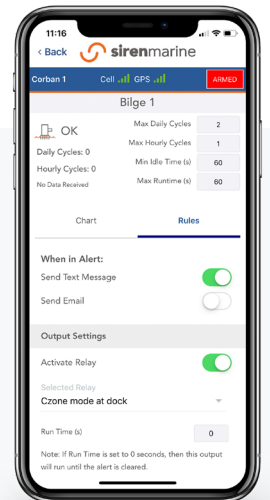 11:16
< Back
sirenmarine
Corban 1 Cell GPS ARMED
Bilge 1
OK
Daily Cycles: 0
Hourly Cycles: 0
No Data Received
Max Daily Cycles 2
Max Hourly Cycles 1
Min Idle Time (s) 60
Max Runtime (s) 60
Chart Rules
When in Alert:
Send Text Message
Send Email
Output Settings
Activate Relay
Selected Relay
Czone mode at dock
Run Time (s) 0
Note: If Run Time is set to 0 seconds, then this output
will run until the alert is cleared.